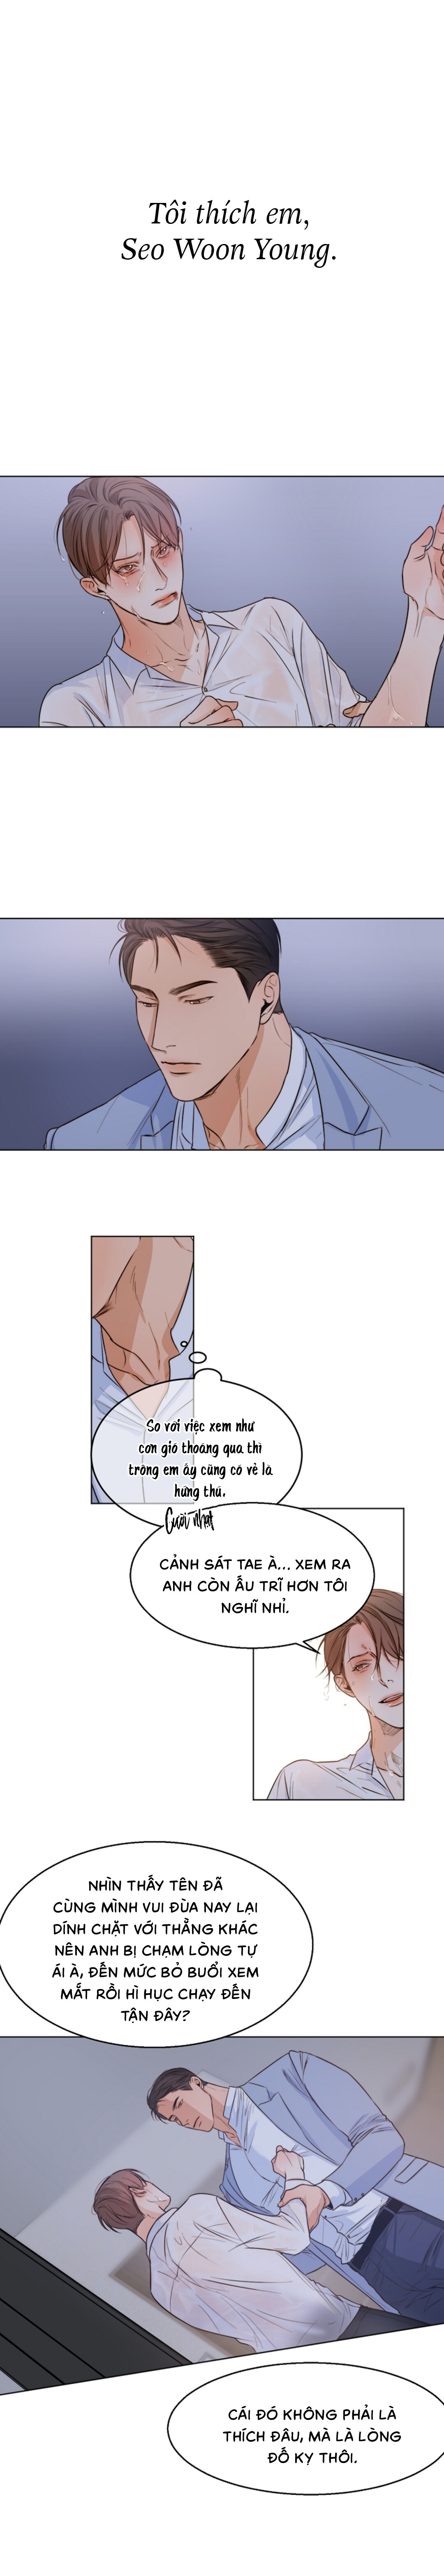 Tôi thích em,
Seo Woon Young.
So với việc xem như
cơn gió thoảng qua thì
trông em ấy cũng có vẻ là
hứng thú.
Cười nhạt
CẢNH SÁT TAE À... XEM RA
ANH CÒN ẤU TRĨ HƠN TÔI
NGHĨ NHỈ.
NHÌN THẤY TÊN ĐÃ
CÙNG MÌNH VUI ĐÙA NAY LẠI
DÍNH CHẶT VỚI THẰNG KHÁC
NÊN ANH BỊ CHẠM LÒNG TỰ
ÁI À, ĐẾN MỨC BỎ BUỔI XEM
MẮT RỒI HÌ HỤC CHẠY ĐẾN
TẬN ĐÂY?
CÁI ĐÓ KHÔNG PHẢI LÀ
THÍCH ĐÂU, MÀ LÀ LÒNG
ĐỐ KỴ THÔI.